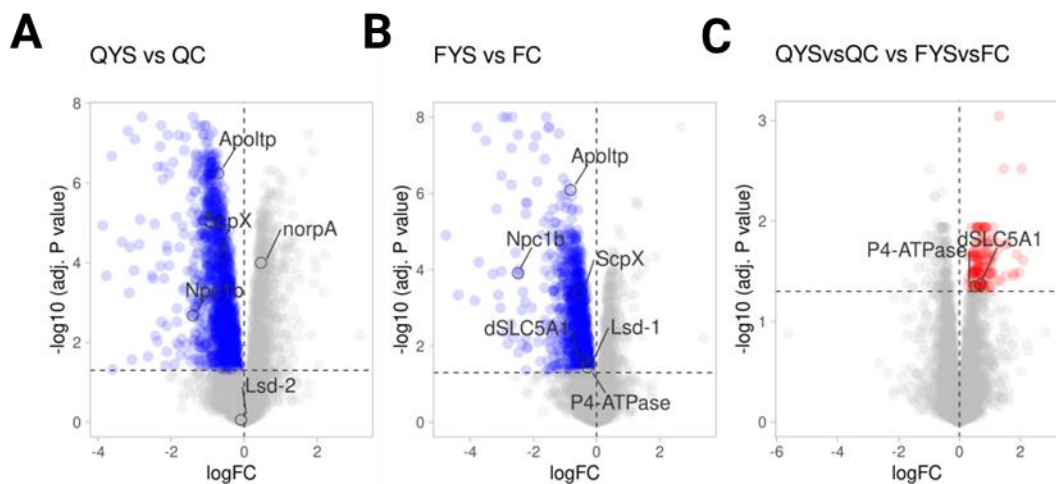 A
QYS vs QC
-log10 (adj. P value)
8
6
4
2
0
Apoltp
ScpX
norpA
Npc1b
Lsd-2
-4
-2
0
2
logFC
B
FYS vs FC
-log10 (adj. P value)
8
6
4
2
0
Apoltp
Npc1b
ScpX
dSLC5A1
Lsd-1
P4-ATPase
-4
-2
0
2
logFC
C
QYSvsQC vs FYSvsFC
-log10 (adj. P value)
3
2
1
0
P4-ATPase
dSLC5A1
-6
-4
-2
0
2
logFC